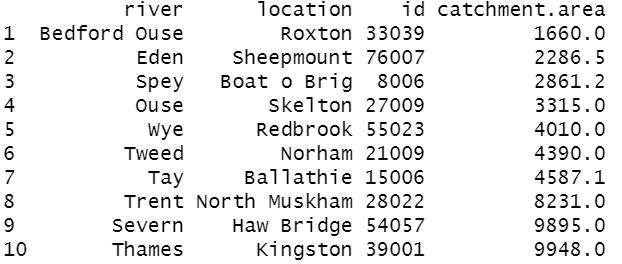 river location id catchment.area
1 Bedford Ouse Roxton 33039 1660.0
2 Eden Sheepmount 76007 2286.5
3 Spey Boat o Brig 8006 2861.2
4 Ouse Skelton 27009 3315.0
5 Wye Redbrook 55023 4010.0
6 Tweed Norham 21009 4390.0
7 Tay Ballathie 15006 4587.1
8 Trent North Muskham 28022 8231.0
9 Severn Haw Bridge 54057 9895.0
10 Thames Kingston 39001 9948.0